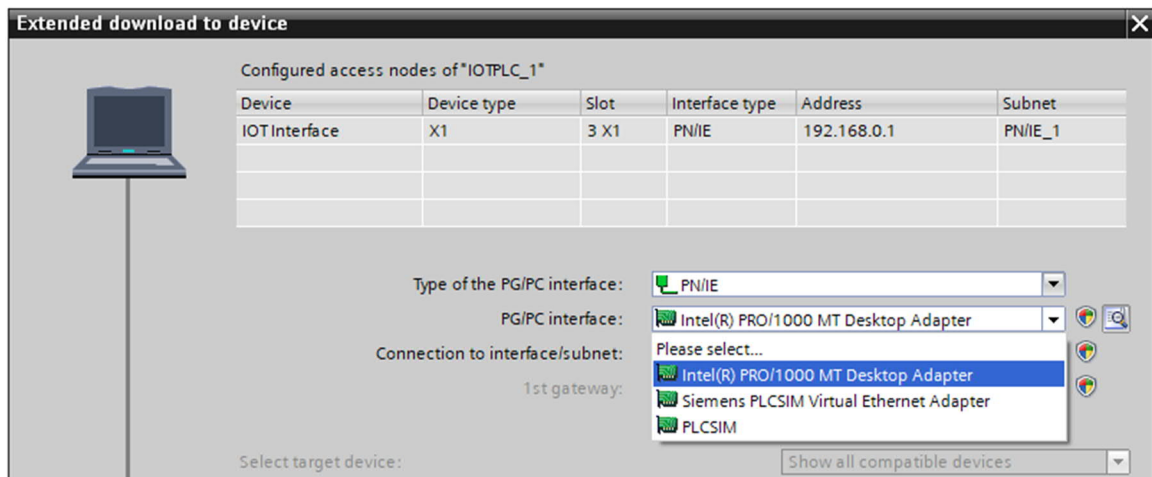 Extended download to device
Configured access nodes of "IOTPLC_1"
Device Device type Slot Interface type Address Subnet
IOT Interface X1 3 X1 PN/IE 192.168.0.1 PN/IE_1
Type of the PG/PC interface: PN/IE
PG/PC interface: Intel(R) PRO/1000 MT Desktop Adapter
Connection to interface/subnet: Please select...
Intel(R) PRO/1000 MT Desktop Adapter
1st gateway: Siemens PLCSIM Virtual Ethernet Adapter
PLCSIM
Select target device: Show all compatible devices